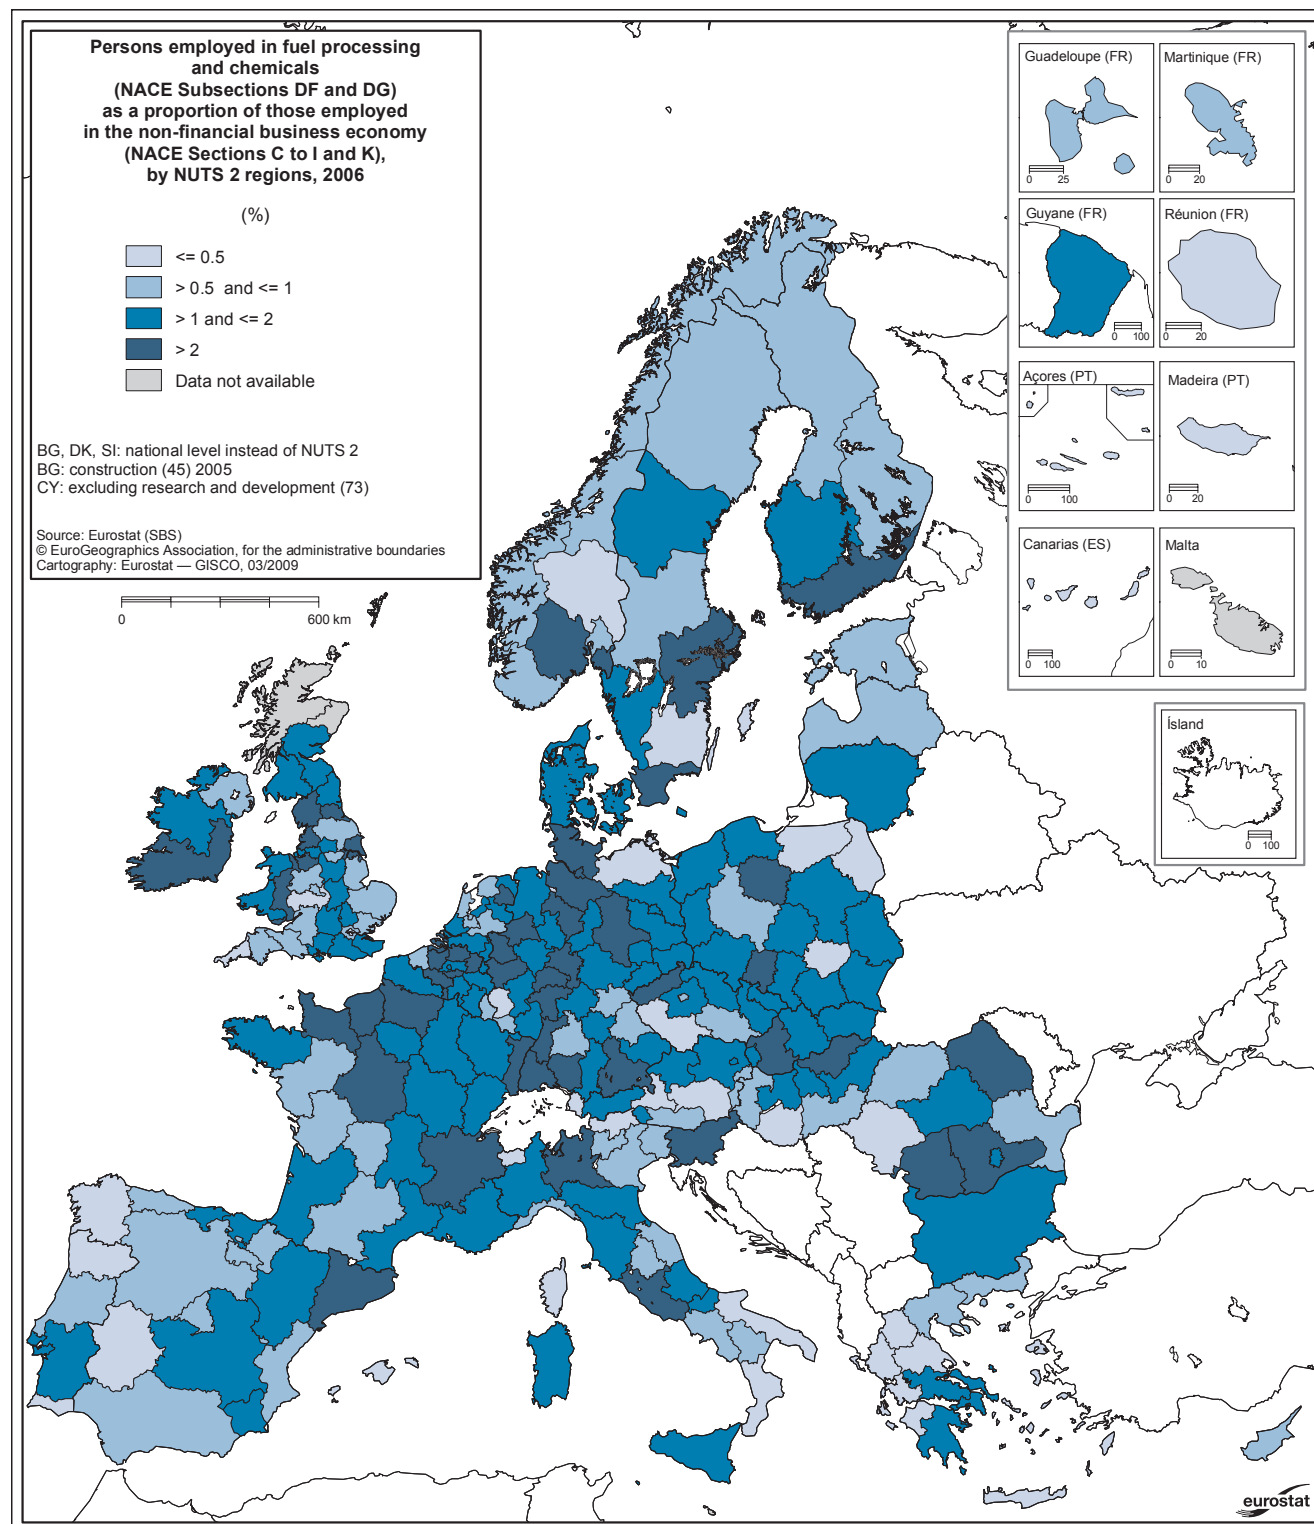 Persons employed in fuel processing
and chemicals
(NACE Subsections DF and DG)
as a proportion of those employed
in the non-financial business economy
(NACE Sections C to I and K),
by NUTS 2 regions, 2006
(%)
<= 0.5
> 0.5 and <= 1
> 1 and <= 2
> 2
Data not available
BG, DK, SI: national level instead of NUTS 2
BG: construction (45) 2005
CY: excluding research and development (73)
Source: Eurostat (SBS)
© EuroGeographics Association, for the administrative boundaries
Cartography: Eurostat — GISCO, 03/2009
0 600 km
Guadeloupe (FR)
0 25
Martinique (FR)
0 20
Guyane (FR)
0 100
Réunion (FR)
0 20
Açores (PT)
0 100
Madeira (PT)
0 20
Canarias (ES)
0 100
Malta
0 10
Ísland
0 100
eurostat